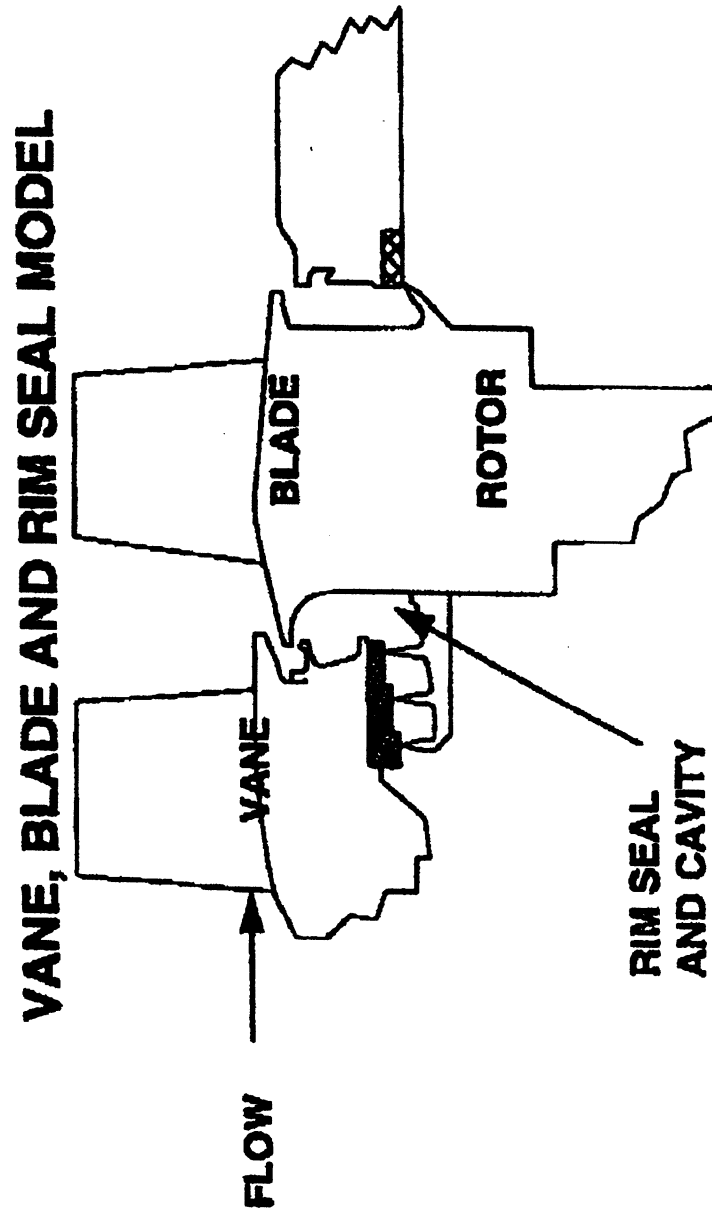 VANE, BLADE AND RIM SEAL MODEL
FLOW
VANE
BLADE
ROTOR
RIM SEAL
AND CAVITY